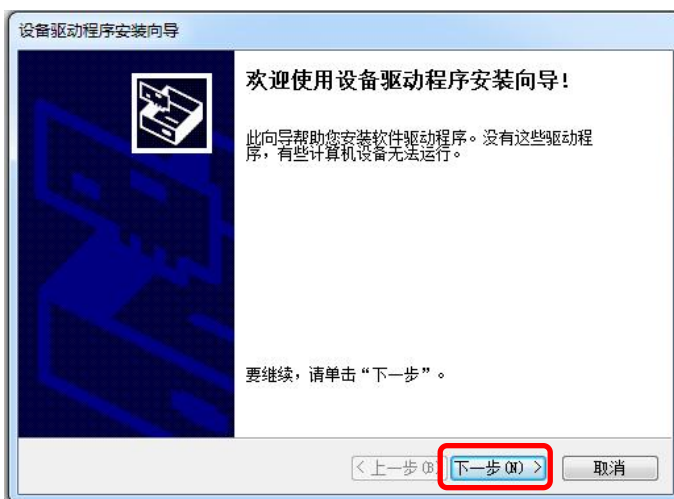 设备驱动程序安装向导
欢迎使用设备驱动程序安装向导!
此向导帮助您安装软件驱动程序。没有这些驱动程
序，有些计算机设备无法运行。
要继续，请单击“下一步”。
<上一步(B) 下一步(N) > 取消